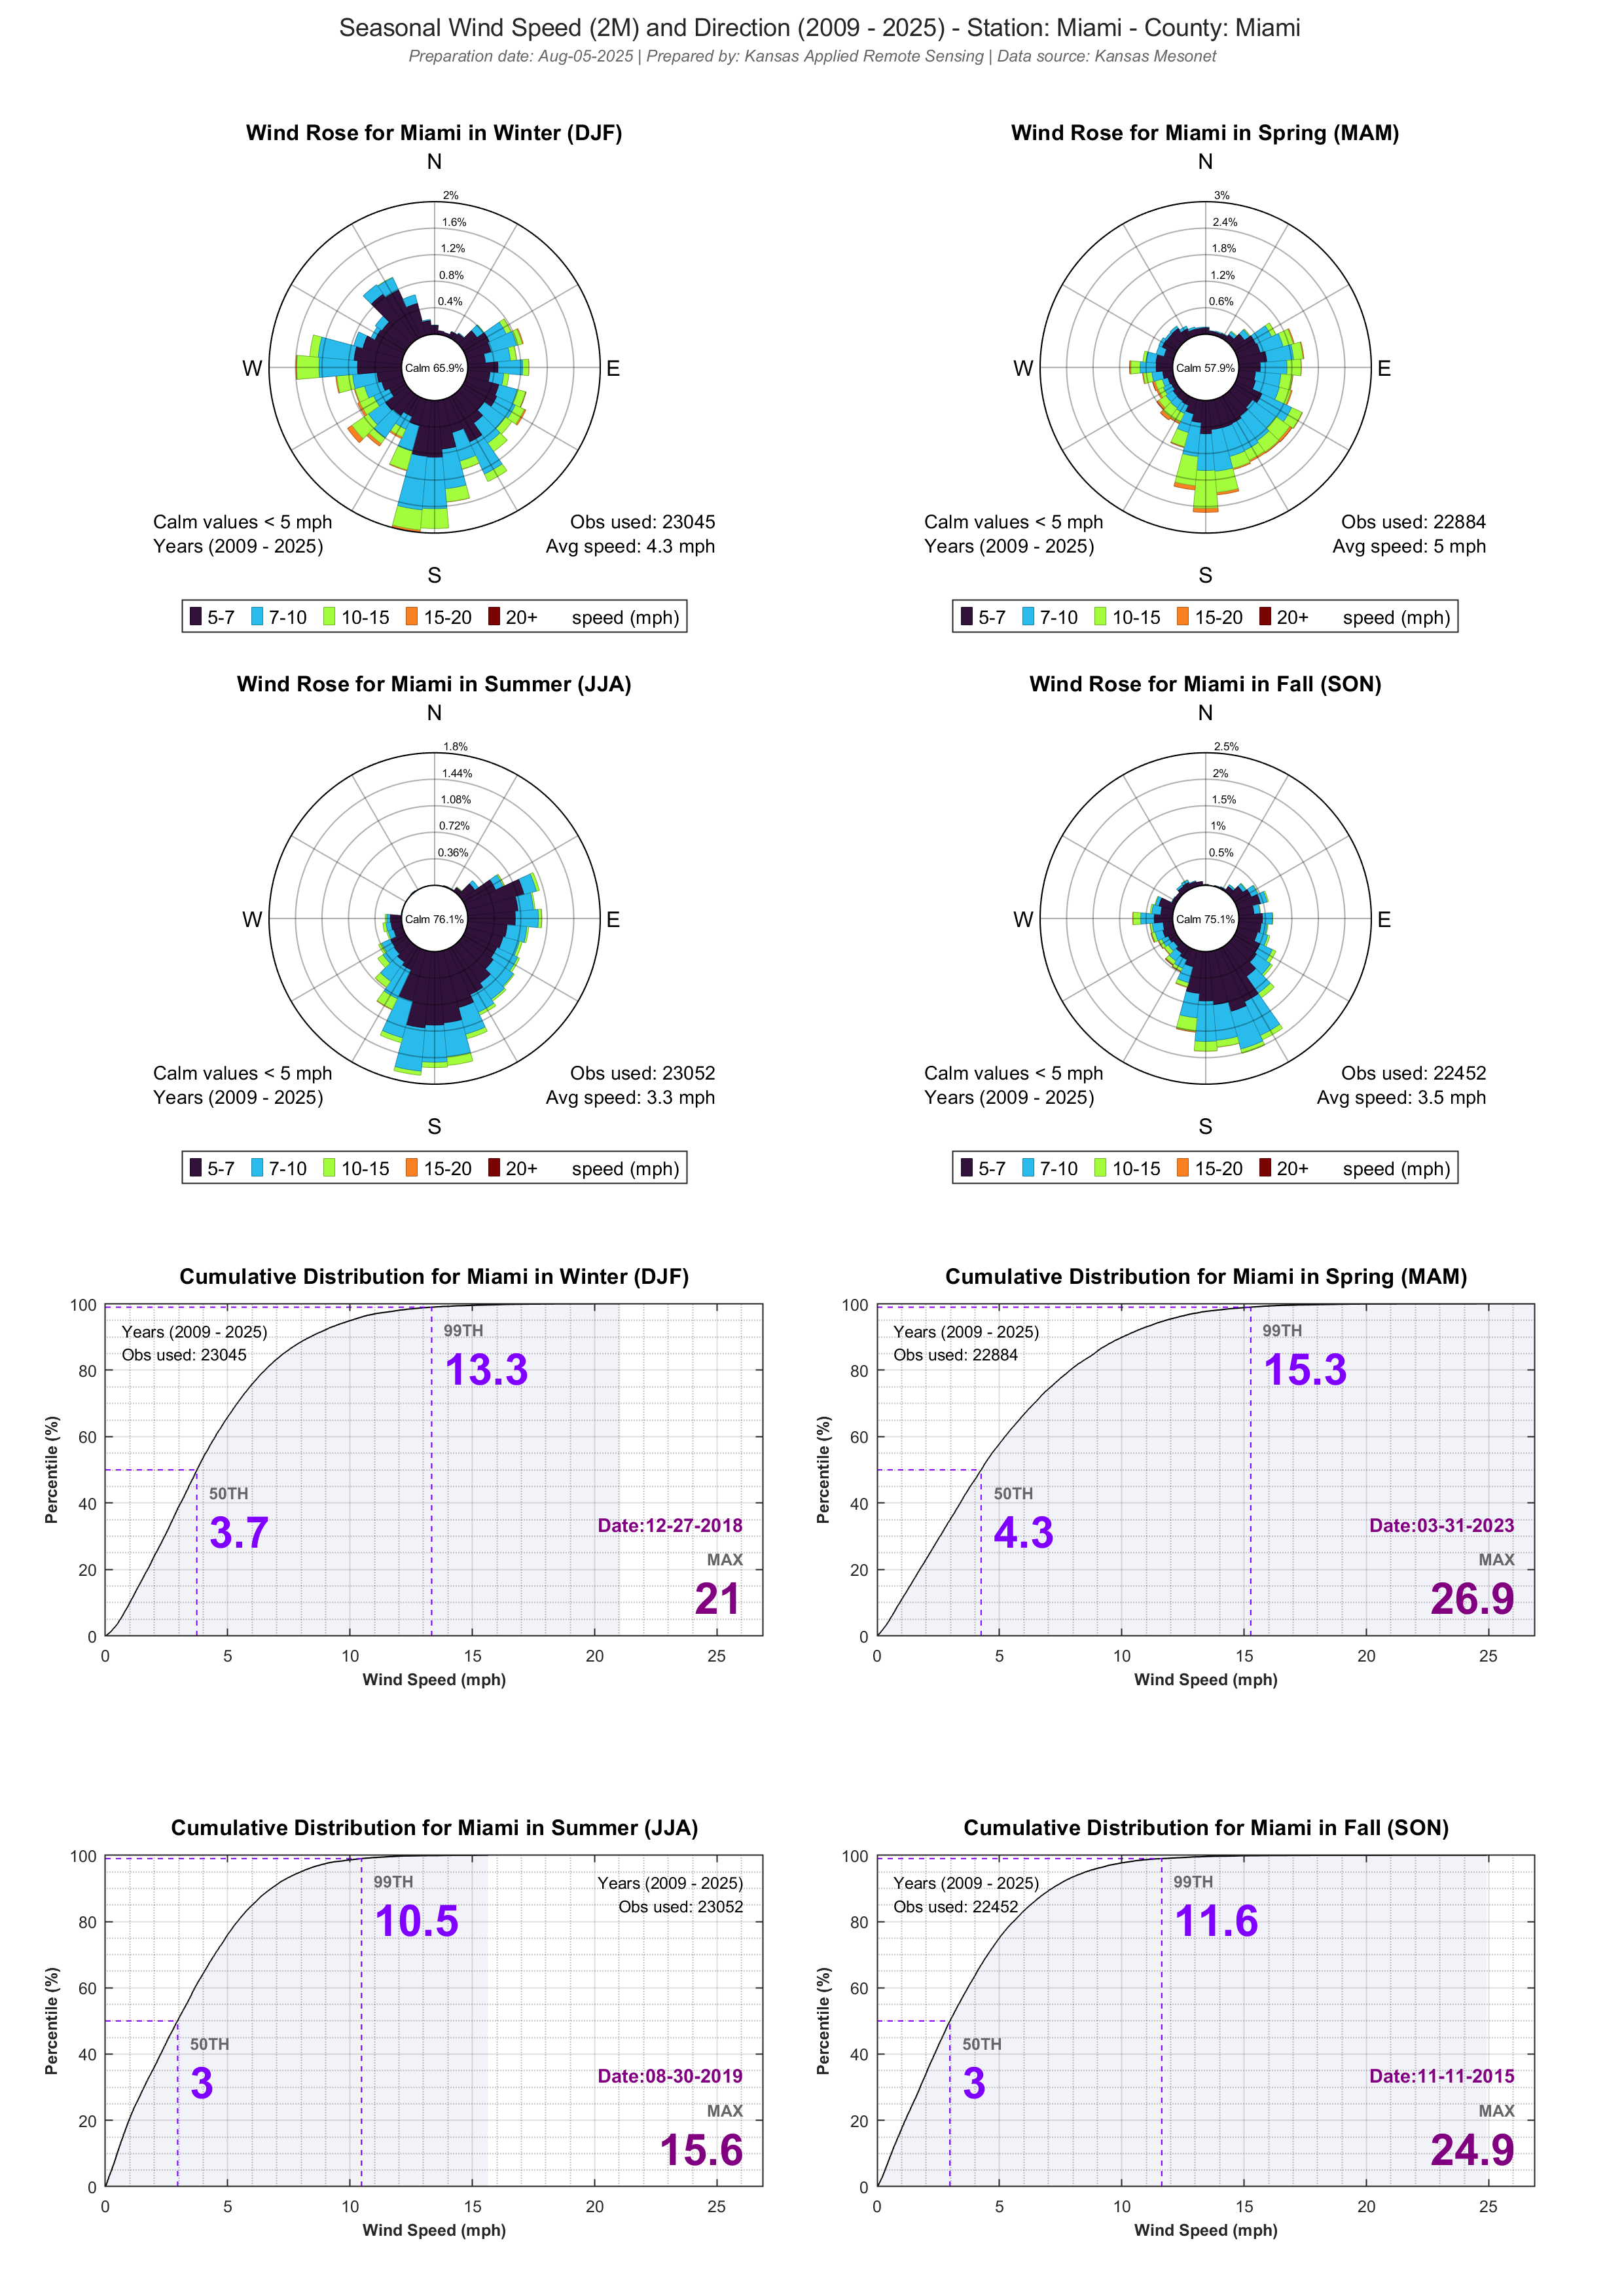 Seasonal Wind Speed (2M) and Direction (2009 - 2025) - Station: Miami - County: Miami
Preparation date: Aug-05-2025 | Prepared by: Kansas Applied Remote Sensing | Data source: Kansas Mesonet
Wind Rose for Miami in Winter (DJF)
N
2%
1.6%
1.2%
0.8%
0.4%
W
Calm 65.9%
E
Calm values < 5 mph
Years (2009 - 2025)
Obs used: 23045
Avg speed: 4.3 mph
S
5-7 7-10 10-15 15-20 20+ speed (mph)
Wind Rose for Miami in Spring (MAM)
N
3%
2.4%
1.8%
1.2%
0.6%
W
Calm 57.9%
E
Calm values < 5 mph
Years (2009 - 2025)
Obs used: 22884
Avg speed: 5 mph
S
5-7 7-10 10-15 15-20 20+ speed (mph)
Wind Rose for Miami in Summer (JJA)
N
1.8%
1.44%
1.08%
0.72%
0.36%
W
Calm 76.1%
E
Calm values < 5 mph
Years (2009 - 2025)
Obs used: 23052
Avg speed: 3.3 mph
S
5-7 7-10 10-15 15-20 20+ speed (mph)
Wind Rose for Miami in Fall (SON)
N
2.5%
2%
1.5%
1%
0.5%
W
Calm 75.1%
E
Calm values < 5 mph
Years (2009 - 2025)
Obs used: 22452
Avg speed: 3.5 mph
S
5-7 7-10 10-15 15-20 20+ speed (mph)
Cumulative Distribution for Miami in Winter (DJF)
Percentile (%)
100
80
60
40
20
0
Years (2009 - 2025)
Obs used: 23045
99TH
13.3
50TH
3.7
Date:12-27-2018
MAX
21
0 5 10 15 20 25
Wind Speed (mph)
Cumulative Distribution for Miami in Spring (MAM)
Percentile (%)
100
80
60
40
20
0
Years (2009 - 2025)
Obs used: 22884
99TH
15.3
50TH
4.3
Date:03-31-2023
MAX
26.9
0 5 10 15 20 25
Wind Speed (mph)
Cumulative Distribution for Miami in Summer (JJA)
Percentile (%)
100
80
60
40
20
0
Years (2009 - 2025)
Obs used: 23052
99TH
10.5
50TH
3
Date:08-30-2019
MAX
15.6
0 5 10 15 20 25
Wind Speed (mph)
Cumulative Distribution for Miami in Fall (SON)
Percentile (%)
100
80
60
40
20
0
Years (2009 - 2025)
Obs used: 22452
99TH
11.6
50TH
3
Date:11-11-2015
MAX
24.9
0 5 10 15 20 25
Wind Speed (mph)